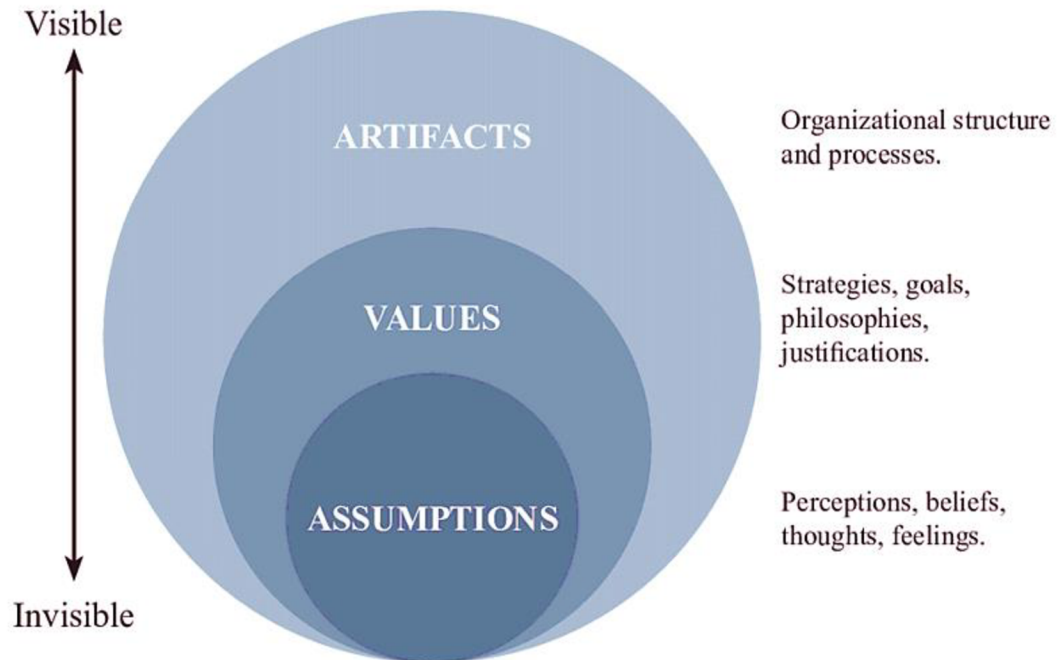 Visible
ARTIFACTS
Organizational structure
and processes.
VALUES
Strategies, goals,
philosophies,
justifications.
ASSUMPTIONS
Perceptions, beliefs,
thoughts, feelings.
Invisible